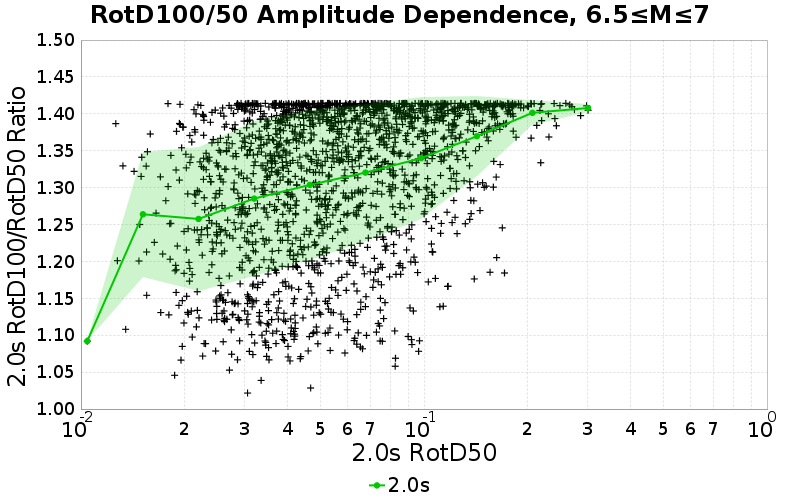 RotD100/50 Amplitude Dependence, 6.5≤M≤7
2.0s RotD100/RotD50 Ratio
1.50
1.45
1.40
1.35
1.30
1.25
1.20
1.15
1.10
1.05
1.00
10-2 2 3 4 5 6 7 10-1 2 3 4 5 6 7 100
2.0s RotD50
2.0s